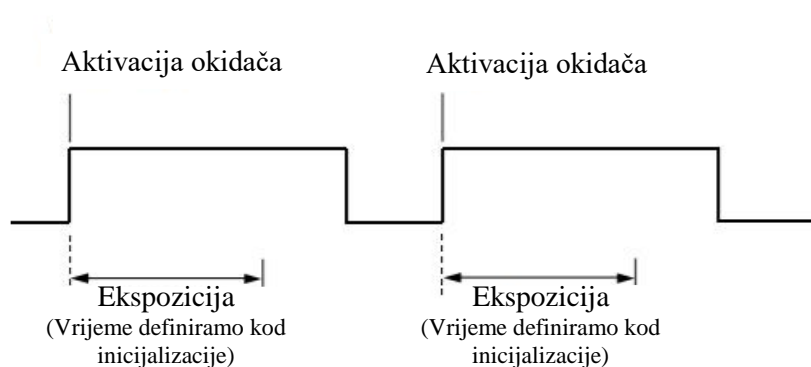 Aktivacija okidača
Aktivacija okidača
Ekspozicija
(Vrijeme definiramo kod
inicijalizacije)
Ekspozicija
(Vrijeme definiramo kod
inicijalizacije)